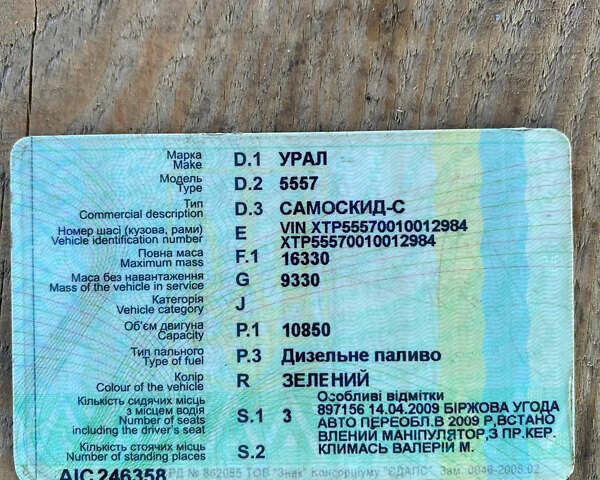 Марка D.1 УРАЛ
Make
Модель D.2 5557
Type
Тип D.3 САМОСКИД-С
Commercial description
Номер шасі (кузова, рами) E VIN XTP55570010012984
Vehicle identification number XTP55570010012984
Повна маса F.1 16330
Maximum mass
Маса без навантаження G 9330
Mass of the vehicle in service
Категорія J
Vehicle category
Об'єм двигуна P.1 10850
Capacity
Тип пального P.3 Дизельне паливо
Type of fuel
Колір R ЗЕЛЕНИЙ
Colour of the vehicle
Кількість сидячих місць S.1 3
з місцем водія
Number of seats
including the driver's seat
Особливі відмітки
897156 14.04.2009 БІРЖОВА УГОДА
АВТО ПЕРЕОБЛ.В 2009 Р,ВСТАНО
ВЛЕНИЙ МАНІПУЛЯТОР,З ПР.КЕР.
КЛИМАСЬ ВАЛЕРІЙ М.
Кількість стоячих місць S.2
Number of standing places
АІС 246358
ТОВ "Знак" Консорціуму "ЄДАПС".